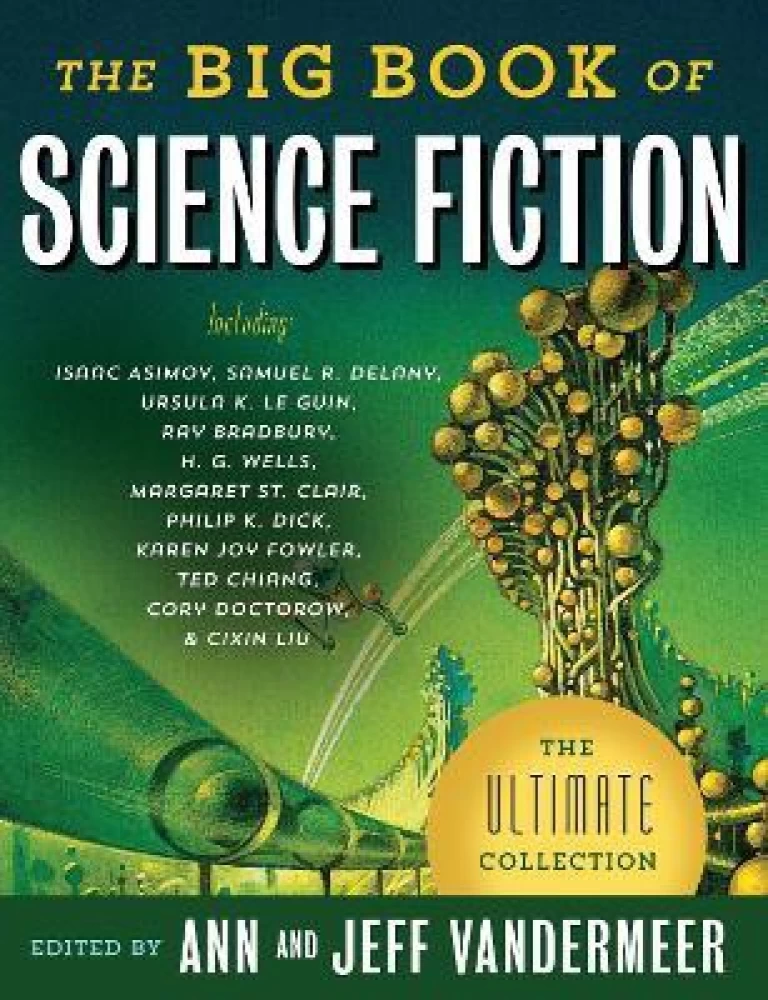 THE BIG BOOK OF
SCIENCE FICTION
Including:
ISAAC ASIMOV, SAMUEL R. DELANY,
URSULA K. LE GUIN,
RAY BRADBURY,
H. G. WELLS,
MARGARET ST. CLAIR,
PHILIP K. DICK,
KAREN JOY FOWLER,
TED CHIANG,
CORY DOCTOROW,
& CIXIN LIU
THE
ULTIMATE
COLLECTION
EDITED BY ANN AND JEFF VANDERMEER